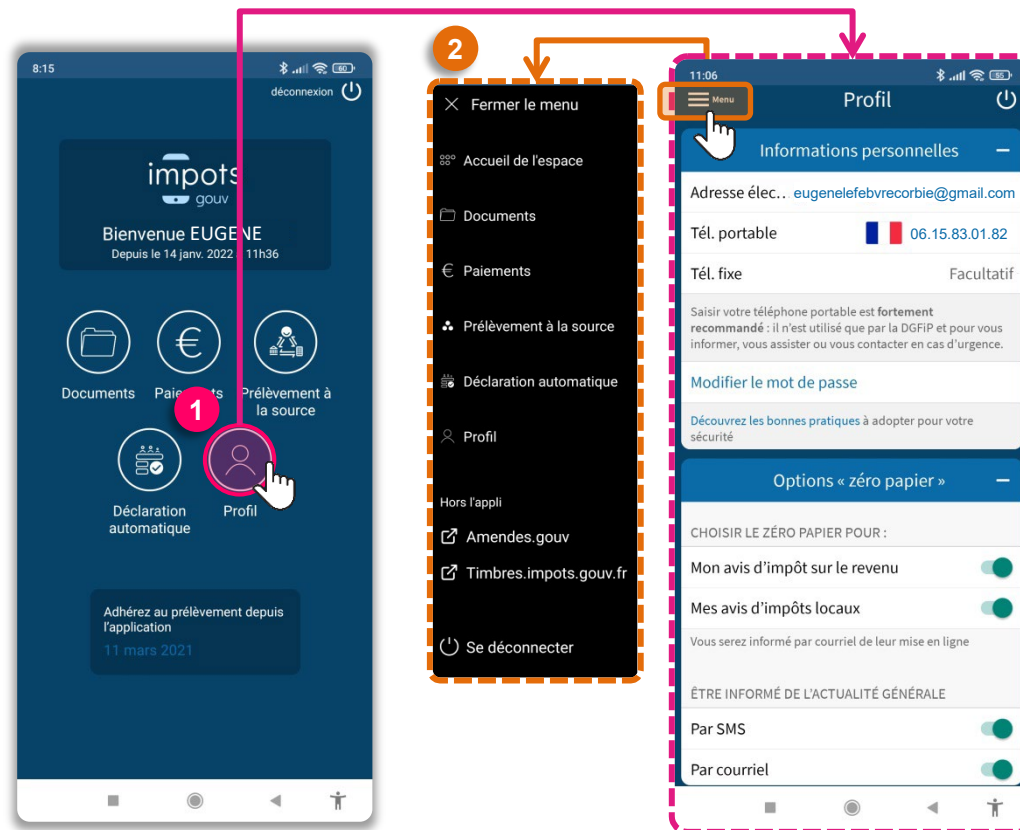 8:15
60
déconnexion
impots
gouv
Bienvenue EUGENE
Depuis le 14 janv. 2022 11h36
Documents
Paie ts
Prélèvement à
la source
1
Déclaration
automatique
Profil
Adhérez au prélèvement depuis
l'application
11 mars 2021
2
Fermer le menu
Accueil de l'espace
Documents
Paiements
Prélèvement à la source
Déclaration automatique
Profil
Hors l'appli
Amendes.gouv
Timbres.impots.gouv.fr
Se déconnecter
11:06
55
Menu
Profil
Informations personnelles
Adresse élec.. eugenelefebvrecorbie@gmail.com
Tél. portable 06.15.83.01.82
Tél. fixe Facultatif
Saisir votre téléphone portable est fortement
recommandé : il n'est utilisé que par la DGFiP et pour vous
informer, vous assister ou vous contacter en cas d'urgence.
Modifier le mot de passe
Découvrez les bonnes pratiques à adopter pour votre
sécurité
Options « zéro papier »
CHOISIR LE ZÉRO PAPIER POUR :
Mon avis d'impôt sur le revenu
Mes avis d'impôts locaux
Vous serez informé par courriel de leur mise en ligne
ÊTRE INFORMÉ DE L'ACTUALITÉ GÉNÉRALE
Par SMS
Par courriel